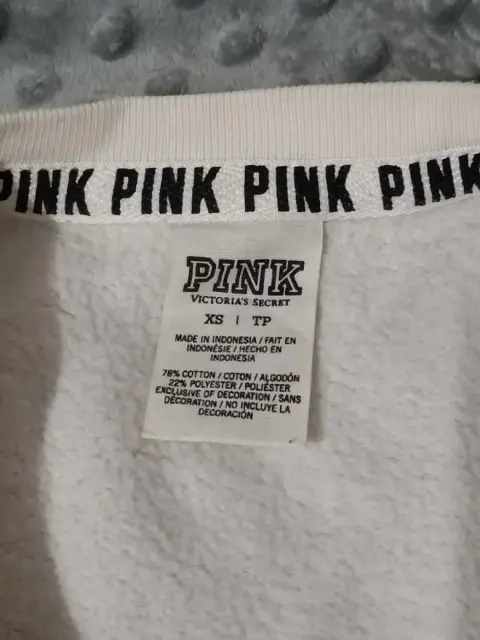 PINK PINK PINK PINK
PINK
VICTORIA'S SECRET
XS | TP
MADE IN INDONESIA / FAIT EN
INDONÉSIE / HECHO EN
INDONESIA
78% COTTON / COTON / ALGODÓN
22% POLYESTER / POLIÉSTER
EXCLUSIVE OF DECORATION / SANS
DÉCORATION / NO INCLUYE LA
DECORACIÓN